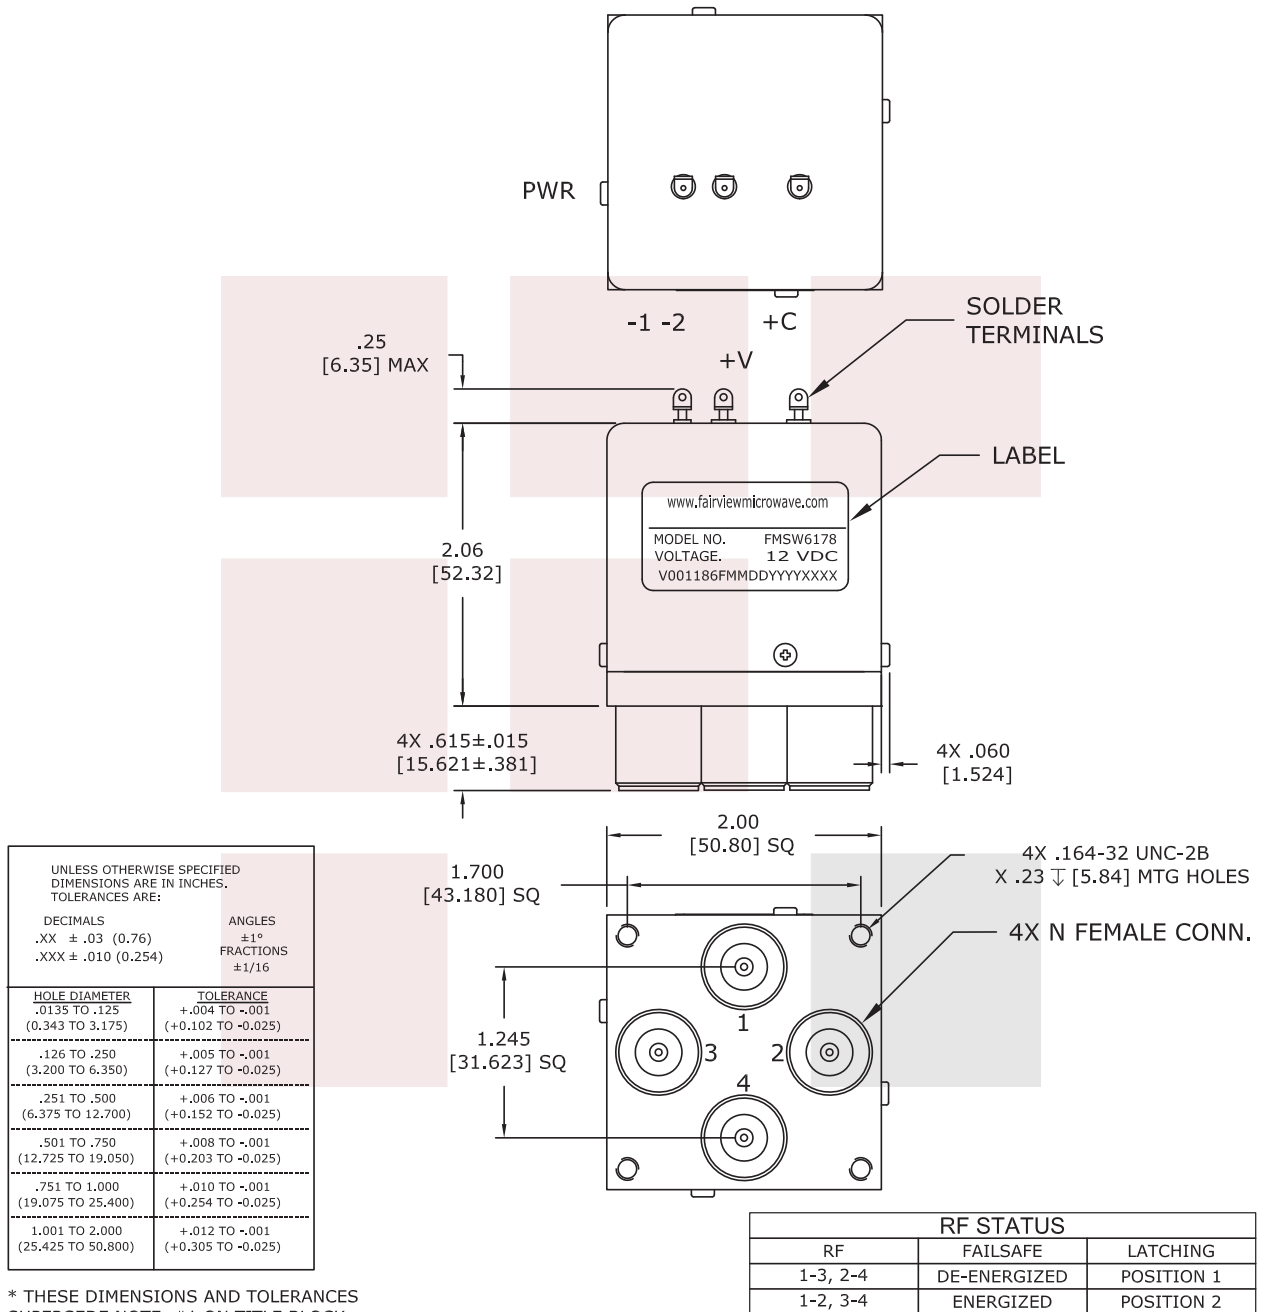 PWR
-1 -2 +C
+V
SOLDER
TERMINALS
.25
[6.35] MAX
LABEL
www.fairviewmicrowave.com
MODEL NO. FMSW6178
VOLTAGE. 12 VDC
V001186FMMDDYYYYXXXX
2.06
[52.32]
4X .615±.015
[15.621±.381]
4X .060
[1.524]
2.00
[50.80] SQ
1.700
[43.180] SQ
4X .164-32 UNC-2B
X .23 ↧ [5.84] MTG HOLES
4X N FEMALE CONN.
1.245
[31.623] SQ
1
3 2
4
UNLESS OTHERWISE SPECIFIED
DIMENSIONS ARE IN INCHES.
TOLERANCES ARE:
DECIMALS ANGLES
.XX ± .03 (0.76) ±1°
.XXX ± .010 (0.254) FRACTIONS
±1/16
HOLE DIAMETER TOLERANCE
.0135 TO .125 +.004 TO -.001
(0.343 TO 3.175) (+0.102 TO -0.025)
.126 TO .250 +.005 TO -.001
(3.200 TO 6.350) (+0.127 TO -0.025)
.251 TO .500 +.006 TO -.001
(6.375 TO 12.700) (+0.152 TO -0.025)
.501 TO .750 +.008 TO -.001
(12.725 TO 19.050) (+0.203 TO -0.025)
.751 TO 1.000 +.010 TO -.001
(19.075 TO 25.400) (+0.254 TO -0.025)
1.001 TO 2.000 +.012 TO -.001
(25.425 TO 50.800) (+0.305 TO -0.025)
* THESE DIMENSIONS AND TOLERANCES
RF STATUS
RF FAILSAFE LATCHING
1-3, 2-4 DE-ENERGIZED POSITION 1
1-2, 3-4 ENERGIZED POSITION 2